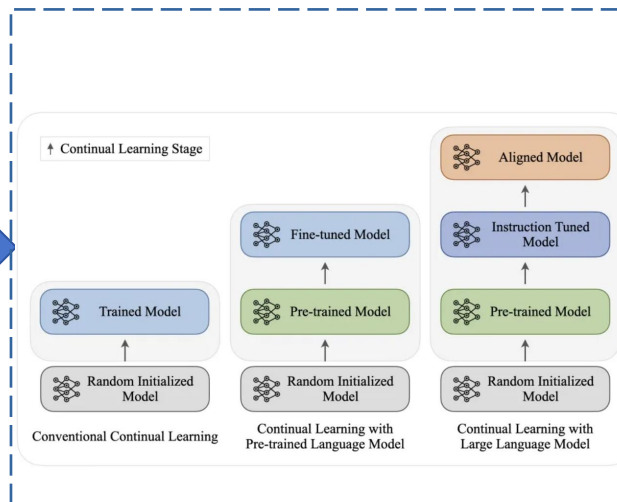 ↑ Continual Learning Stage
Trained Model
Random Initialized
Model
Conventional Continual Learning
Fine-tuned Model
Pre-trained Model
Random Initialized
Model
Continual Learning with
Pre-trained Language Model
Aligned Model
Instruction Tuned
Model
Pre-trained Model
Random Initialized
Model
Continual Learning with
Large Language Model